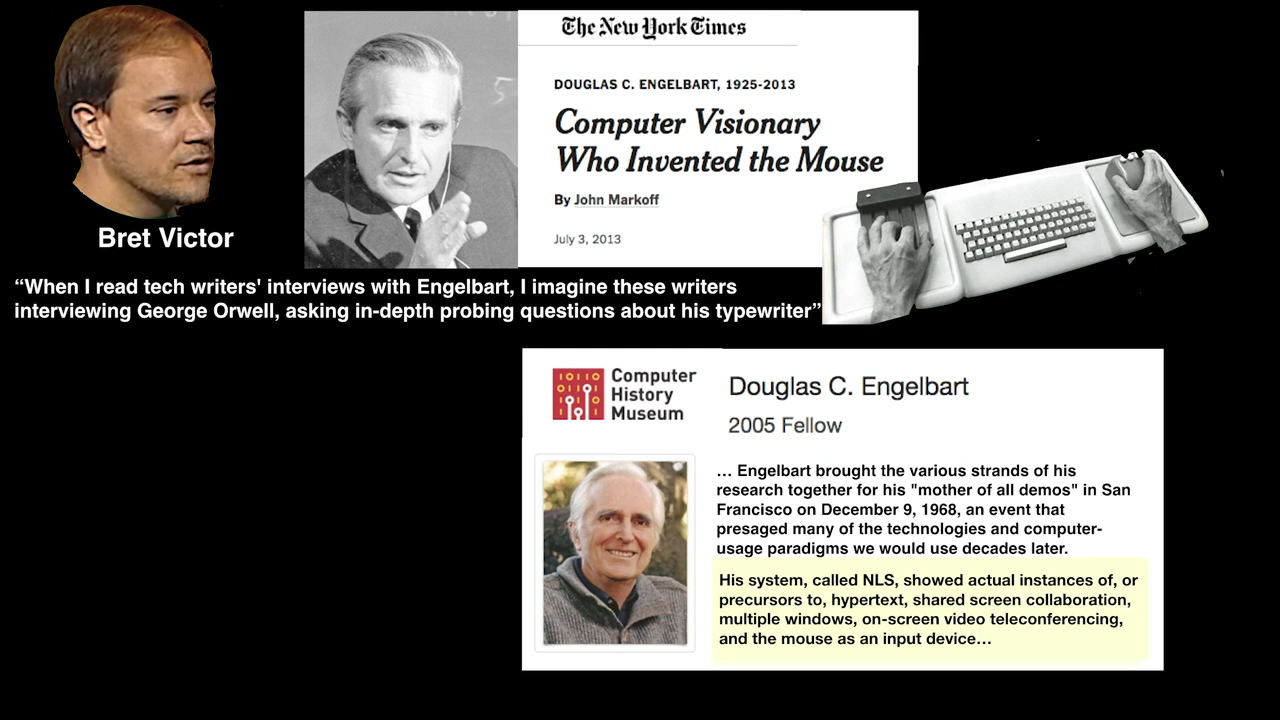 The New York Times
DOUGLAS C. ENGELBART, 1925-2013
Computer Visionary
Who Invented the Mouse
By John Markoff
July 3, 2013
Bret Victor
“When I read tech writers' interviews with Engelbart, I imagine these writers
interviewing George Orwell, asking in-depth probing questions about his typewriter”
Computer
History
Museum
Douglas C. Engelbart
2005 Fellow
… Engelbart brought the various strands of his
research together for his "mother of all demos" in San
Francisco on December 9, 1968, an event that
presaged many of the technologies and computer-
usage paradigms we would use decades later.
His system, called NLS, showed actual instances of, or
precursors to, hypertext, shared screen collaboration,
multiple windows, on-screen video teleconferencing,
and the mouse as an input device…